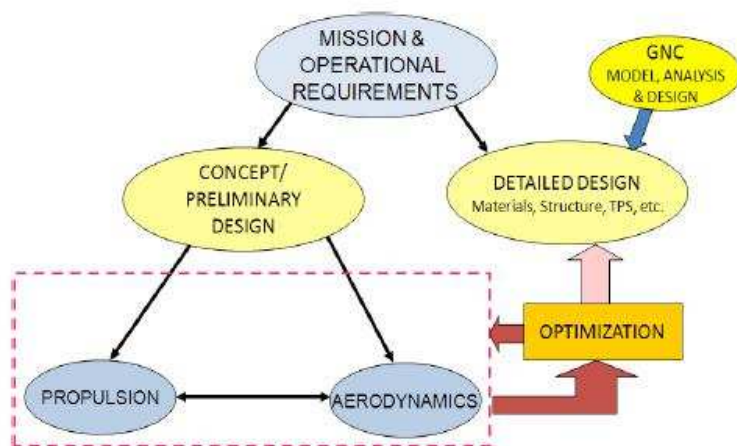 MISSION &
OPERATIONAL
REQUIREMENTS
GNC
MODEL, ANALYSIS
& DESIGN
CONCEPT/
PRELIMINARY
DESIGN
DETAILED DESIGN
Materials, Structure, TPS, etc.
OPTIMIZATION
PROPULSION
AERODYNAMICS